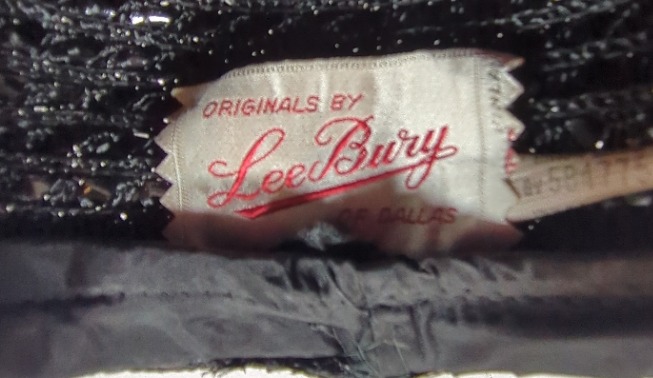 ORIGINALS BY
Lee Bury
OF DALLAS